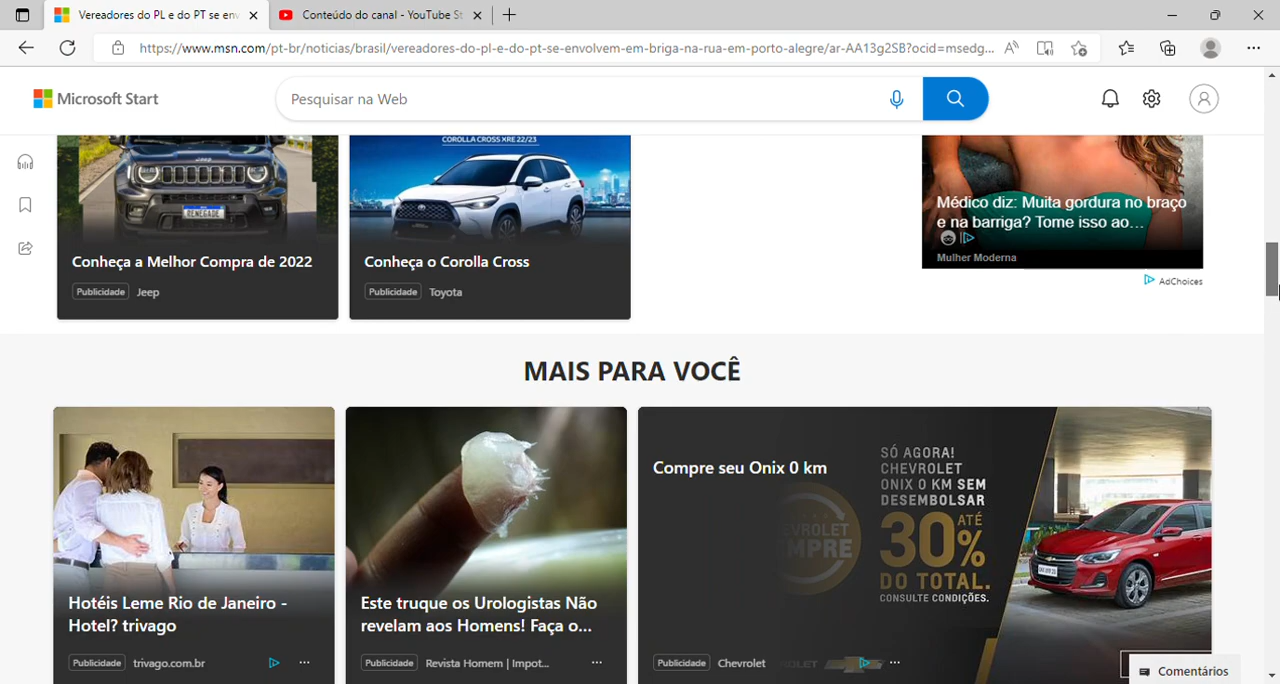 Vereadores do PL e do PT se env
Conteúdo do canal - YouTube St
https://www.msn.com/pt-br/noticias/brasil/vereadores-do-pl-e-do-pt-se-envolvem-em-briga-na-rua-em-porto-alegre/ar-AA13g2SB?ocid=msedg...
Microsoft Start
Pesquisar na Web
RENEGADE
COROLLA CROSS XRE 22/23
Médico diz: Muita gordura no braço
e na barriga? Tome isso ao...
Mulher Moderna
AdChoices
Conheça a Melhor Compra de 2022
Publicidade Jeep
Conheça o Corolla Cross
Publicidade Toyota
MAIS PARA VOCÊ
Hotéis Leme Rio de Janeiro -
Hotel? trivago
Publicidade trivago.com.br
Este truque os Urologistas Não
revelam aos Homens! Faça o...
Publicidade Revista Homem | Impot...
Compre seu Onix 0 km
SÓ AGORA!
CHEVROLET
ONIX 0 KM SEM
DESEMBOLSAR
ATÉ
30%
DO TOTAL.
CONSULTE CONDIÇÕES.
Publicidade Chevrolet
Comentários